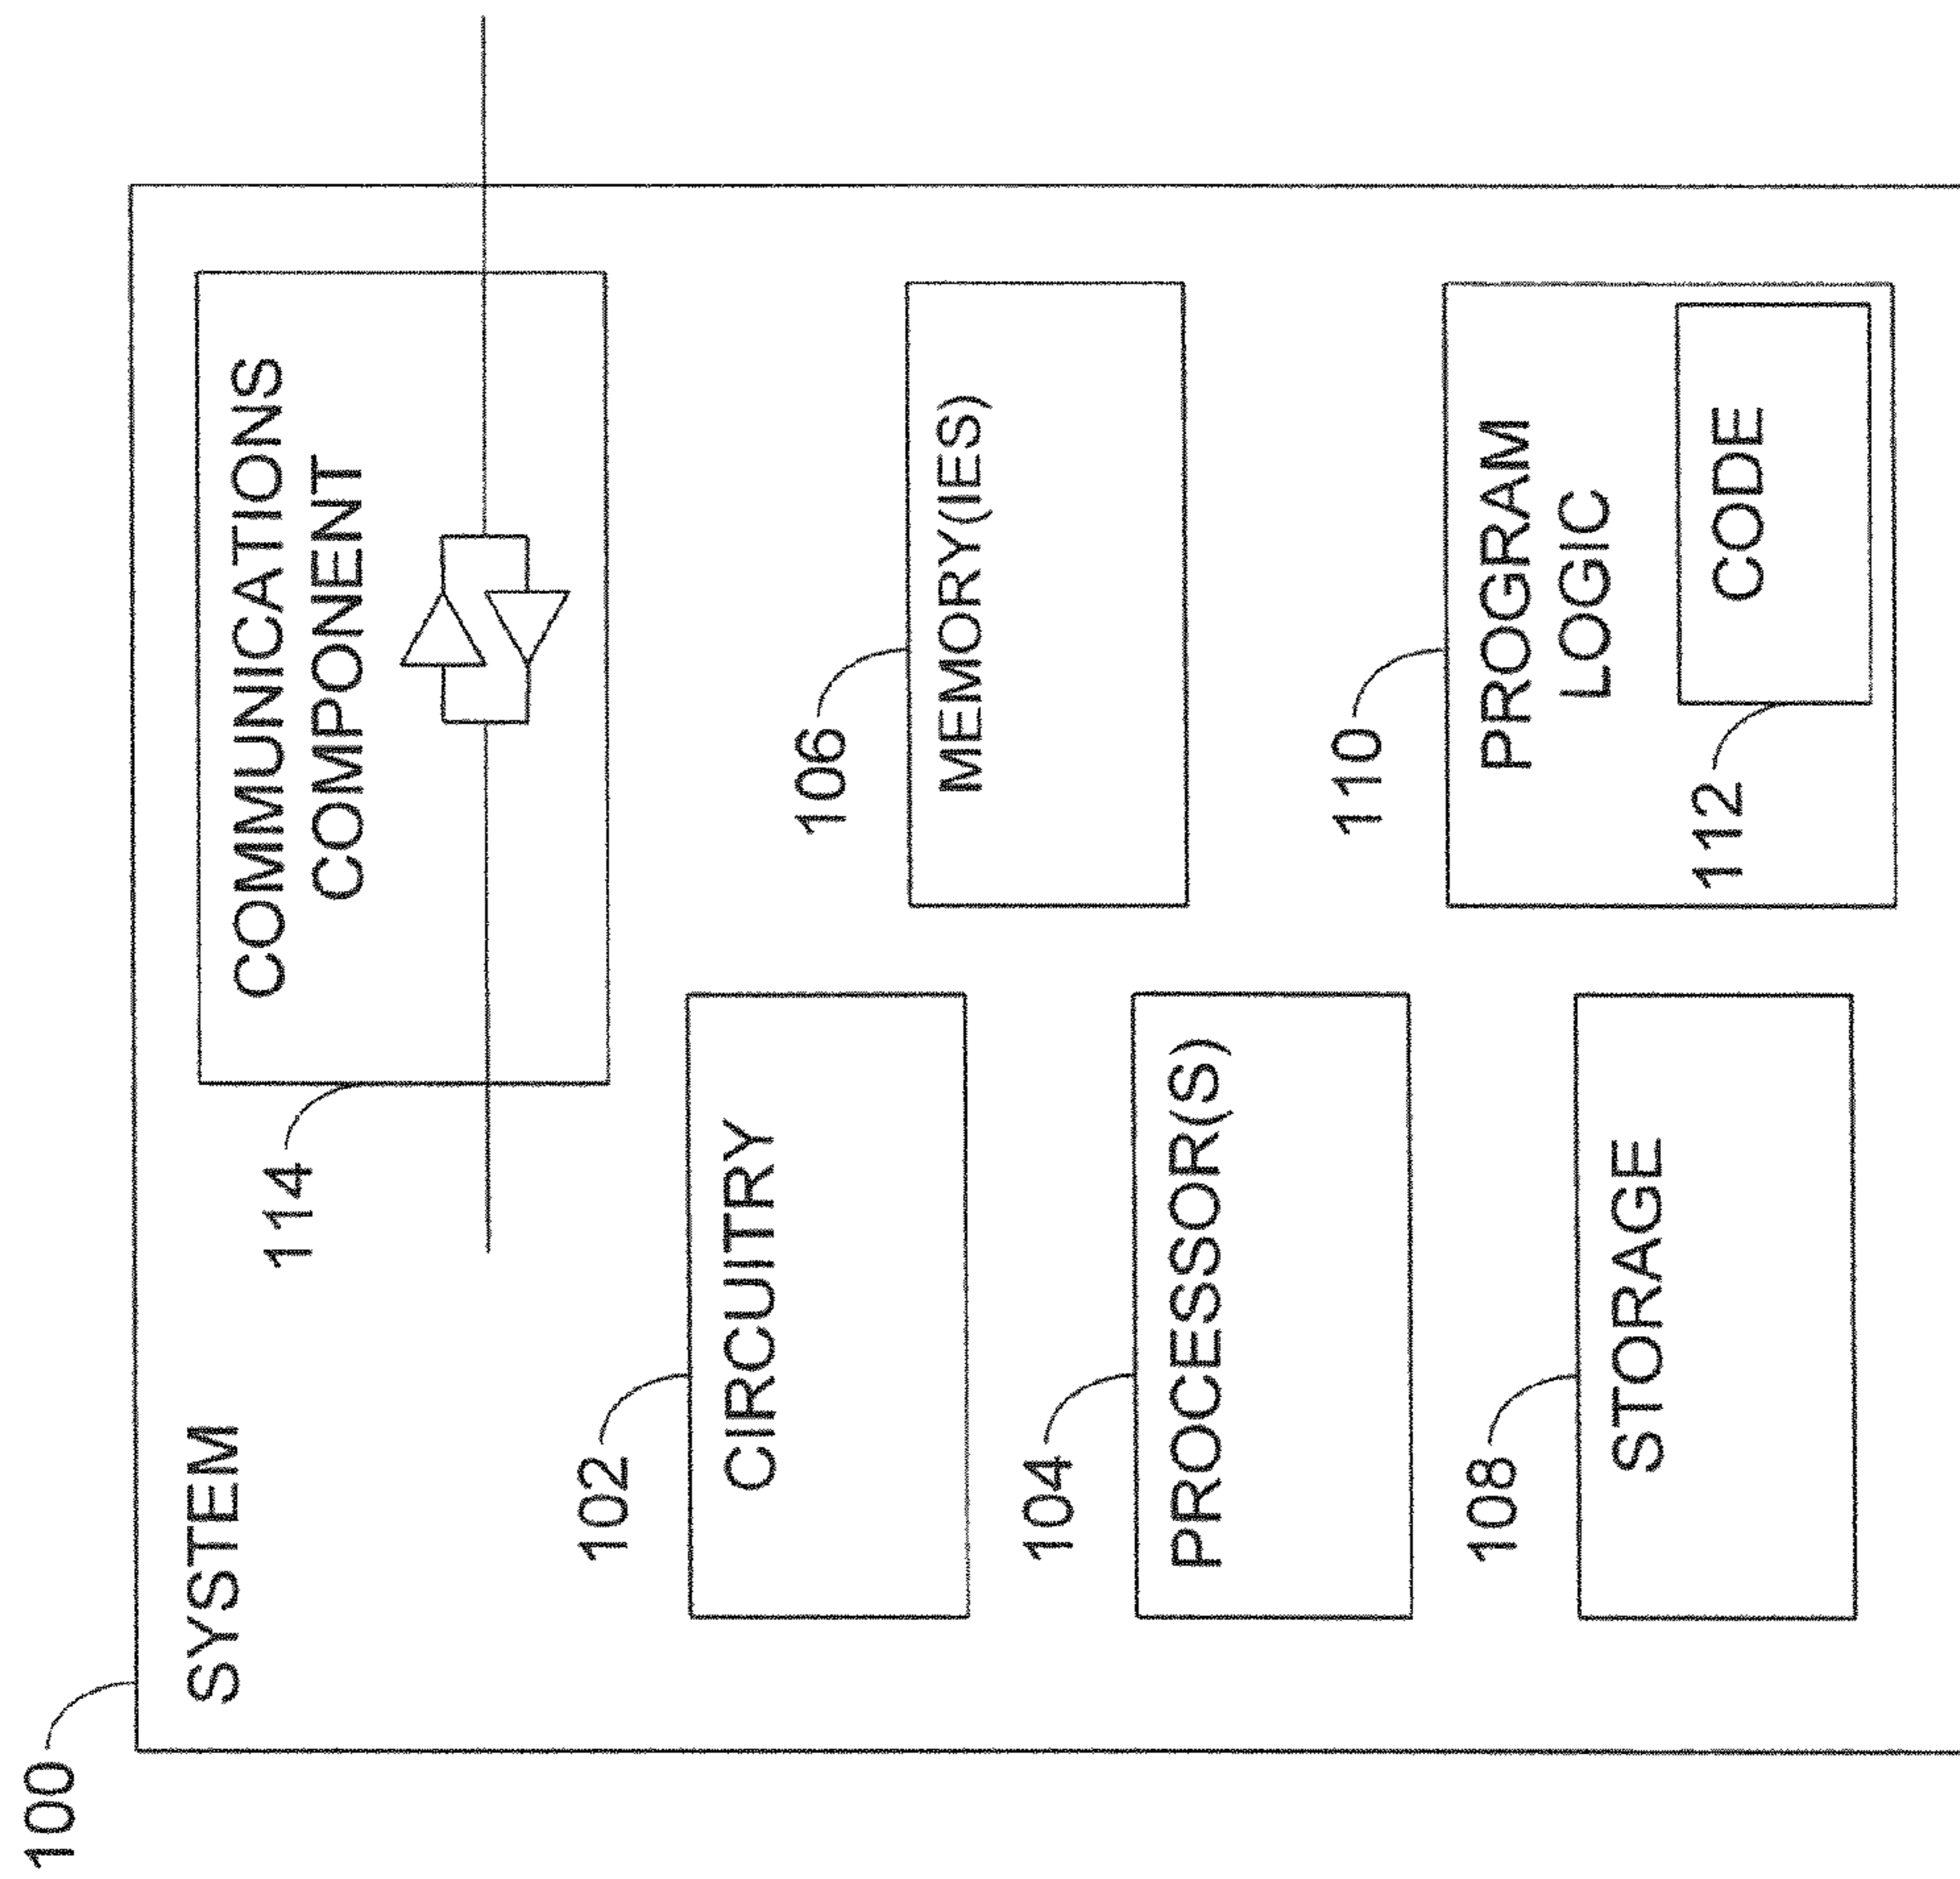 100
SYSTEM
114
COMMUNICATIONS
COMPONENT
102
CIRCUITRY
106
MEMORY(IES)
104
PROCESSOR(S)
110
PROGRAM
LOGIC
112
CODE
108
STORAGE